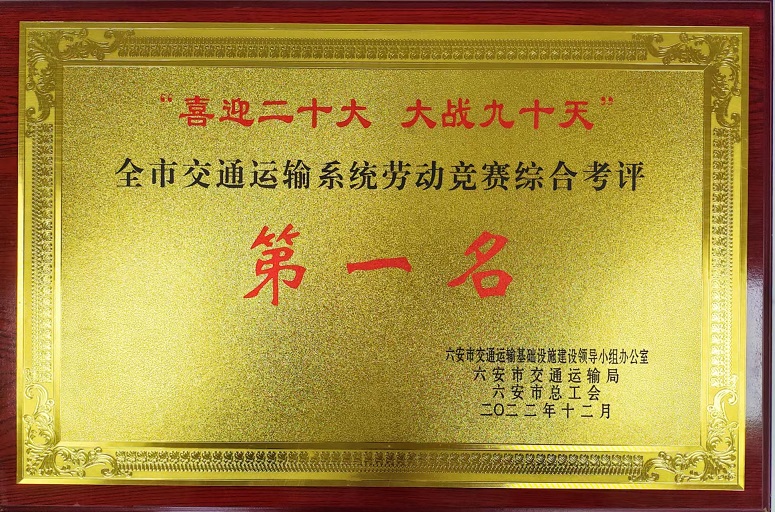 “喜迎二十大 大战九十天”
全市交通运输系统劳动竞赛综合考评
第一名
六安市交通运输基础设施建设领导小组办公室
六安市交通运输局
六安市总工会
二〇二二年十二月